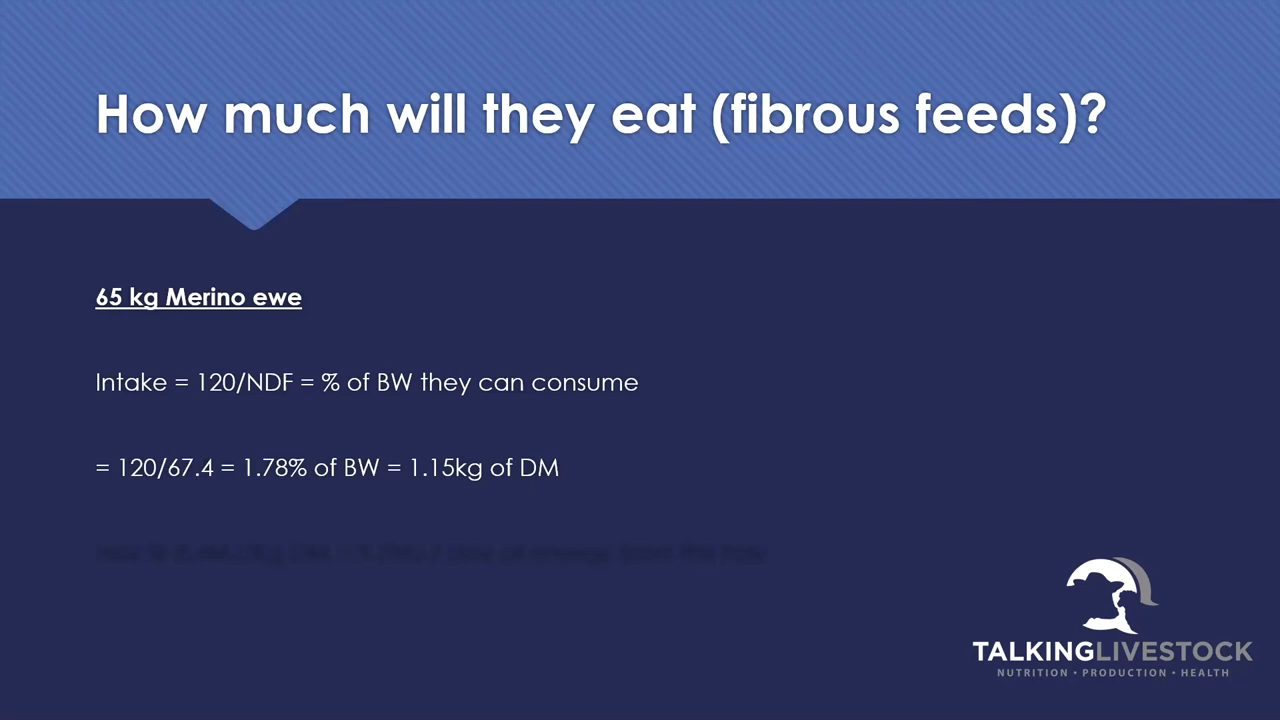 How much will they eat (fibrous feeds)?
65 kg Merino ewe
Intake = 120/NDF = % of BW they can consume
= 120/67.4 = 1.78% of BW = 1.15kg of DM
TALKINGLIVESTOCK
NUTRITION • PRODUCTION • HEALTH